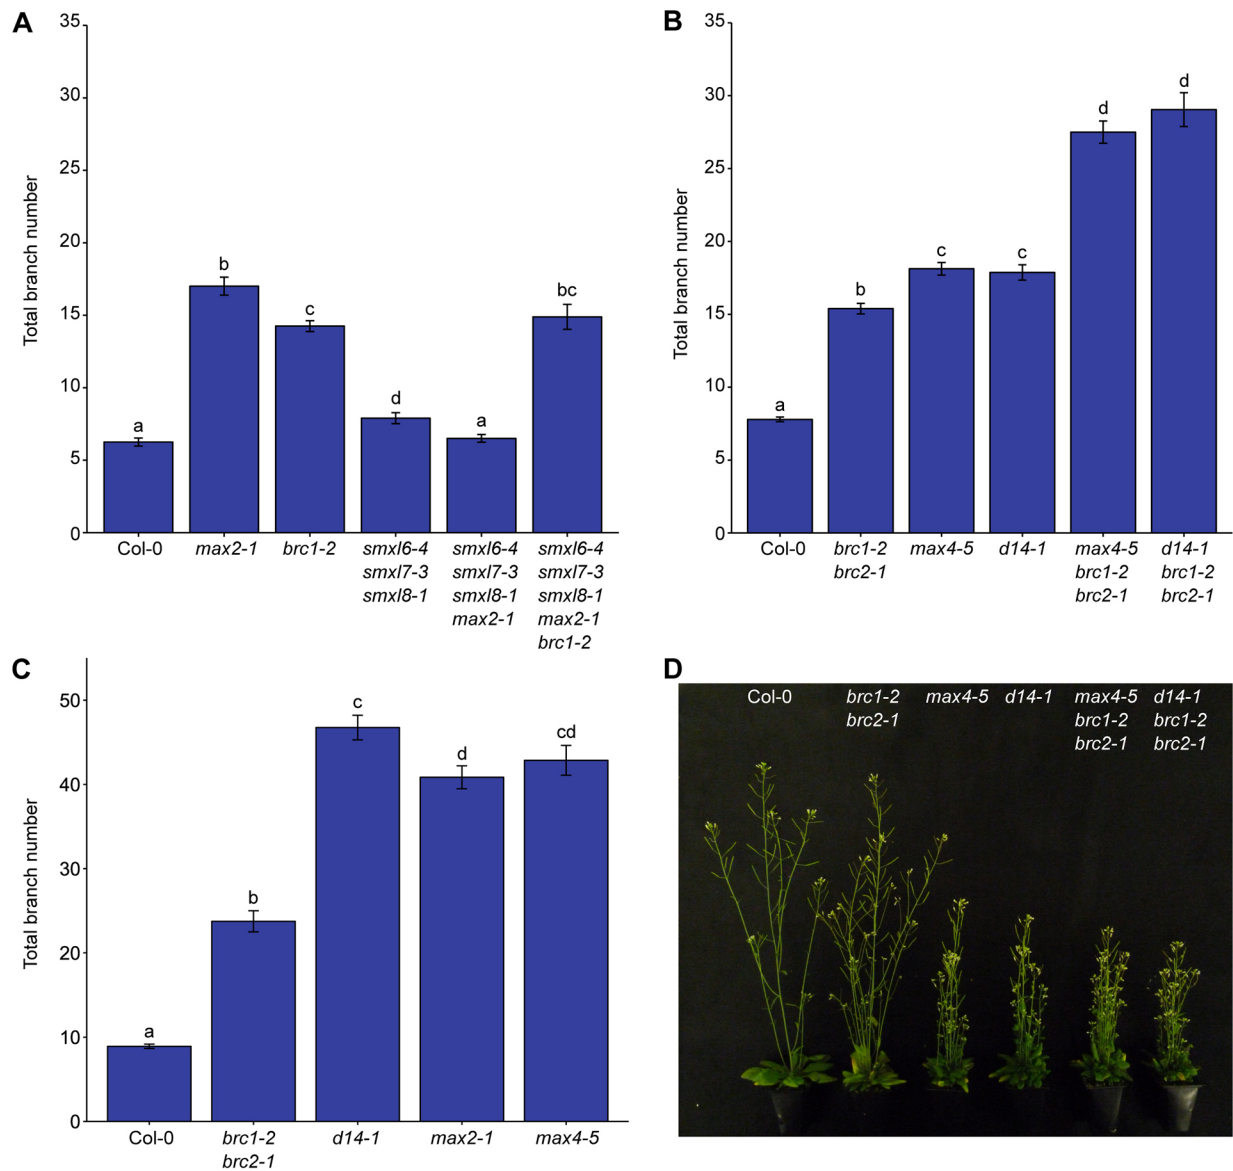 A
Total branch number
35
30
25
20
15
10
5
0
b
c
bc
a
d
a
Col-0
max2-1
brc1-2
smxl6-4
smxl7-3
smxl8-1
smxl6-4
smxl7-3
smxl8-1
max2-1
smxl6-4
smxl7-3
smxl8-1
max2-1
brc1-2
B
Total branch number
35
30
25
20
15
10
5
0
a
b
c
c
d
d
Col-0
brc1-2
brc2-1
max4-5
d14-1
max4-5
brc1-2
brc2-1
d14-1
brc1-2
brc2-1
C
Total branch number
50
40
30
20
10
0
a
b
c
d
cd
Col-0
brc1-2
brc2-1
d14-1
max2-1
max4-5
D
Col-0
brc1-2
brc2-1
max4-5
d14-1
max4-5
brc1-2
brc2-1
d14-1
brc1-2
brc2-1